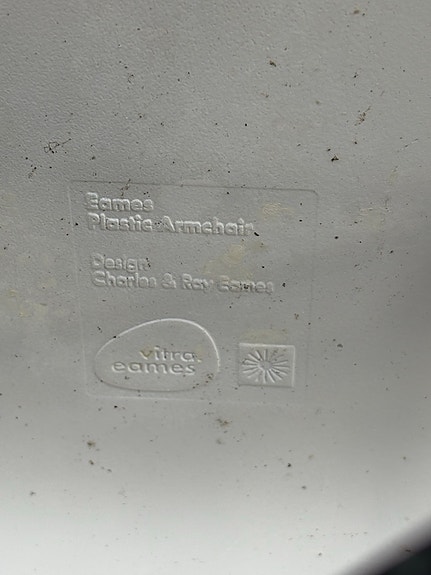 Eames
Plastic Armchair
Design
Charles & Ray Eames
vitra.
eames